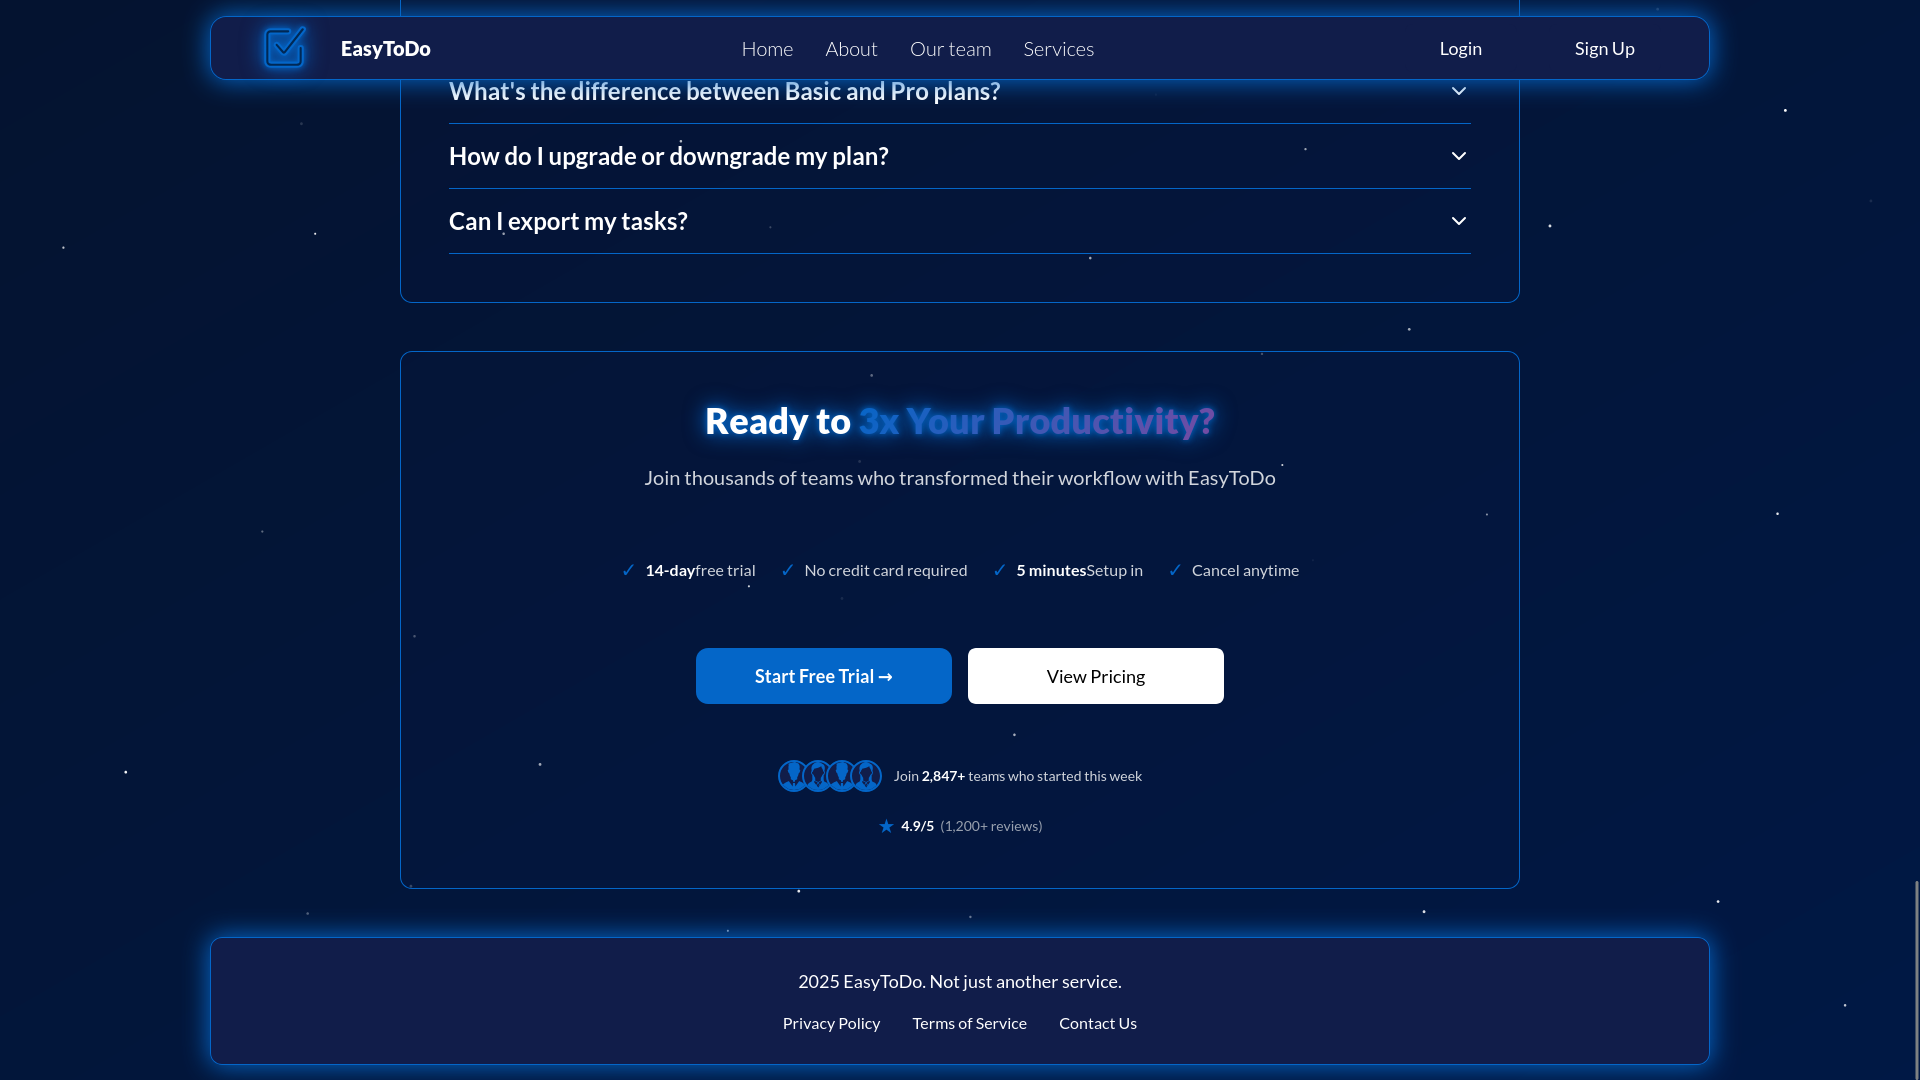 EasyToDo
Home About Our team Services
Login Sign Up
What's the difference between Basic and Pro plans?
How do I upgrade or downgrade my plan?
Can I export my tasks?
Ready to 3x Your Productivity?
Join thousands of teams who transformed their workflow with EasyToDo
✓ 14-dayfree trial ✓ No credit card required ✓ 5 minutesSetup in ✓ Cancel anytime
Start Free Trial → View Pricing
Join 2,847+ teams who started this week
★ 4.9/5 (1,200+ reviews)
2025 EasyToDo. Not just another service.
Privacy Policy Terms of Service Contact Us